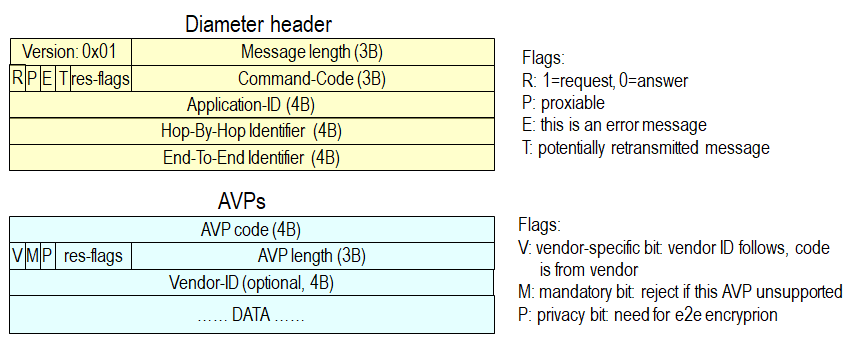 Diameter header
Version: 0x01 Message length (3B)
R P E T res-flags Command-Code (3B)
Application-ID (4B)
Hop-By-Hop Identifier (4B)
End-To-End Identifier (4B)
Flags:
R: 1=request, 0=answer
P: proxiable
E: this is an error message
T: potentially retransmitted message
AVPs
AVP code (4B)
V M P res-flags AVP length (3B)
Vendor-ID (optional, 4B)
…… DATA ……
Flags:
V: vendor-specific bit: vendor ID follows, code
is from vendor
M: mandatory bit: reject if this AVP unsupported
P: privacy bit: need for e2e encryprion